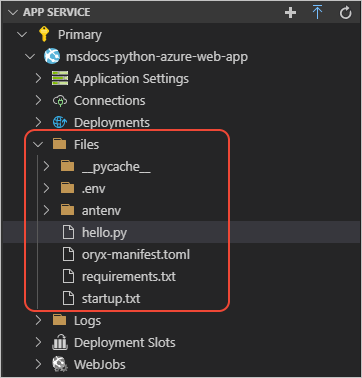 APP SERVICE
Primary
msdocs-python-azure-web-app
Application Settings
Connections
Deployments
Files
__pycache__
.env
antenv
hello.py
oryx-manifest.toml
requirements.txt
startup.txt
Logs
Deployment Slots
WebJobs